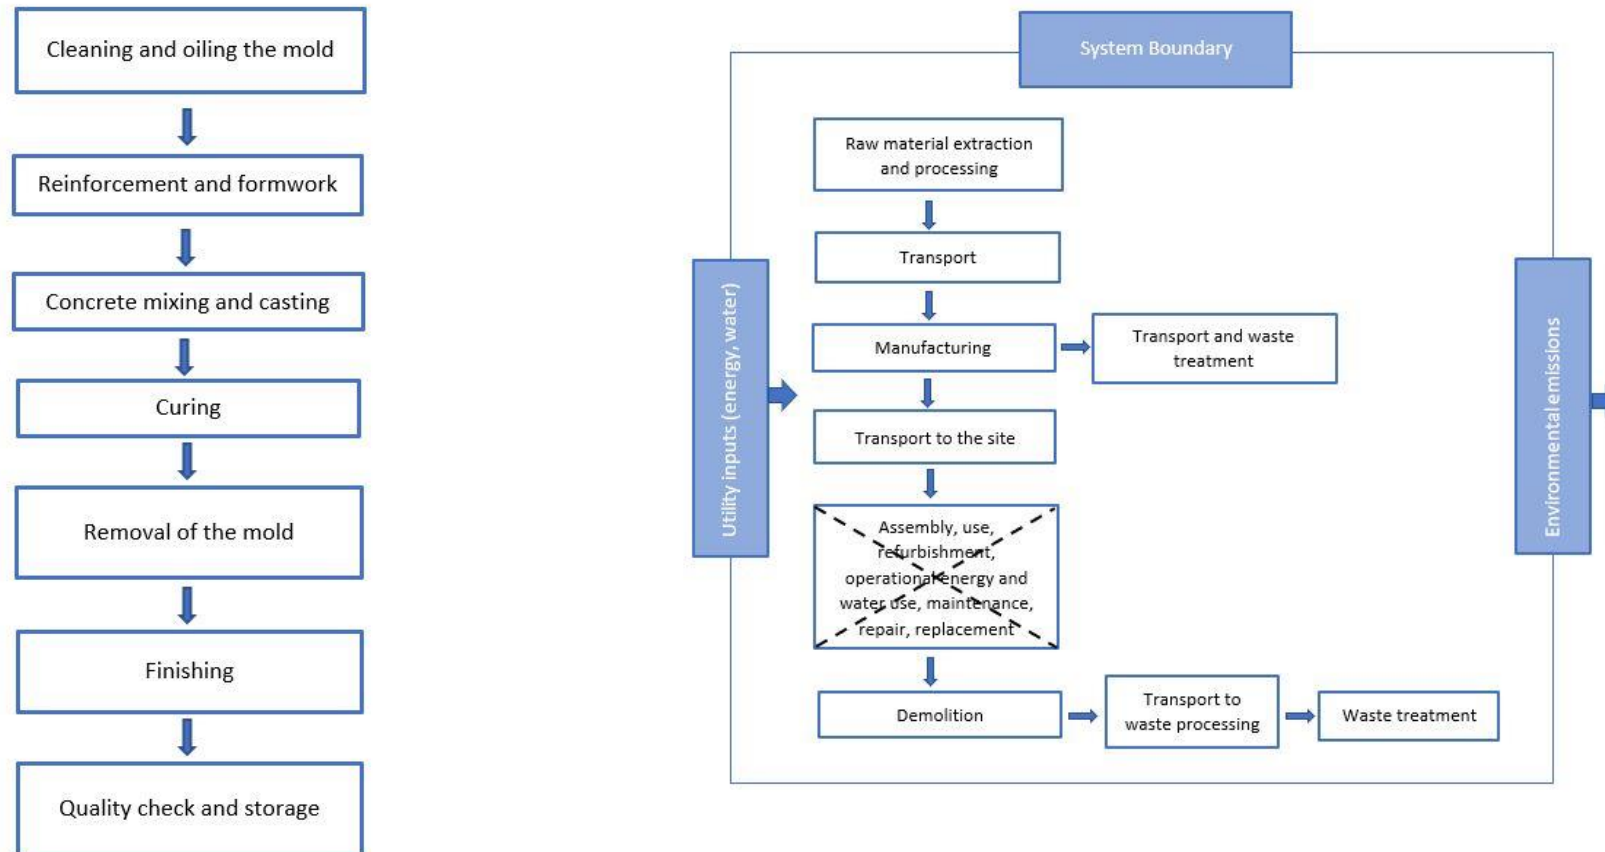 Cleaning and oiling the mold
Reinforcement and formwork
Concrete mixing and casting
Curing
Removal of the mold
Finishing
Quality check and storage
System Boundary
Utility inputs (energy, water)
Raw material extraction
and processing
Transport
Manufacturing
Transport and waste
treatment
Transport to the site
Assembly, use,
refurbishment,
operational energy and
water use, maintenance,
repair, replacement
Demolition
Transport to
waste processing
Waste treatment
Environmental emissions